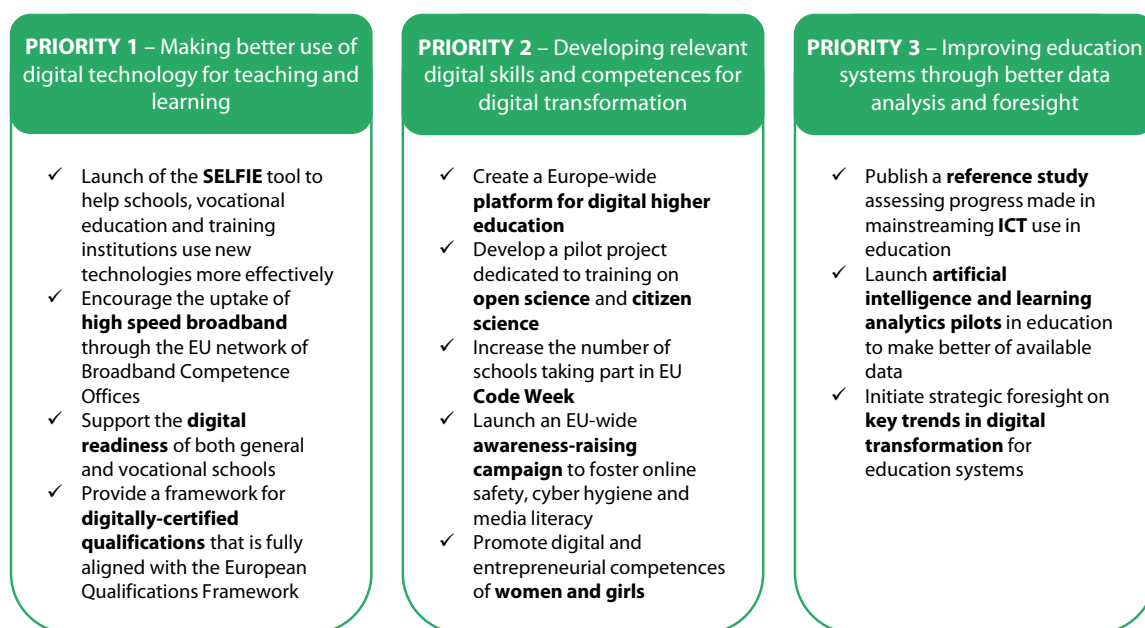 PRIORITY 1 – Making better use of
digital technology for teaching and
learning
✓ Launch of the SELFIE tool to
help schools, vocational
education and training
institutions use new
technologies more effectively
✓ Encourage the uptake of
high speed broadband
through the EU network of
Broadband Competence
Offices
✓ Support the digital
readiness of both general
and vocational schools
✓ Provide a framework for
digitally-certified
qualifications that is fully
aligned with the European
Qualifications Framework
PRIORITY 2 – Developing relevant
digital skills and competences for
digital transformation
✓ Create a Europe-wide
platform for digital higher
education
✓ Develop a pilot project
dedicated to training on
open science and citizen
science
✓ Increase the number of
schools taking part in EU
Code Week
✓ Launch an EU-wide
awareness-raising
campaign to foster online
safety, cyber hygiene and
media literacy
✓ Promote digital and
entrepreneurial competences
of women and girls
PRIORITY 3 – Improving education
systems through better data
analysis and foresight
✓ Publish a reference study
assessing progress made in
mainstreaming ICT use in
education
✓ Launch artificial
intelligence and learning
analytics pilots in education
to make better of available
data
✓ Initiate strategic foresight on
key trends in digital
transformation for
education systems